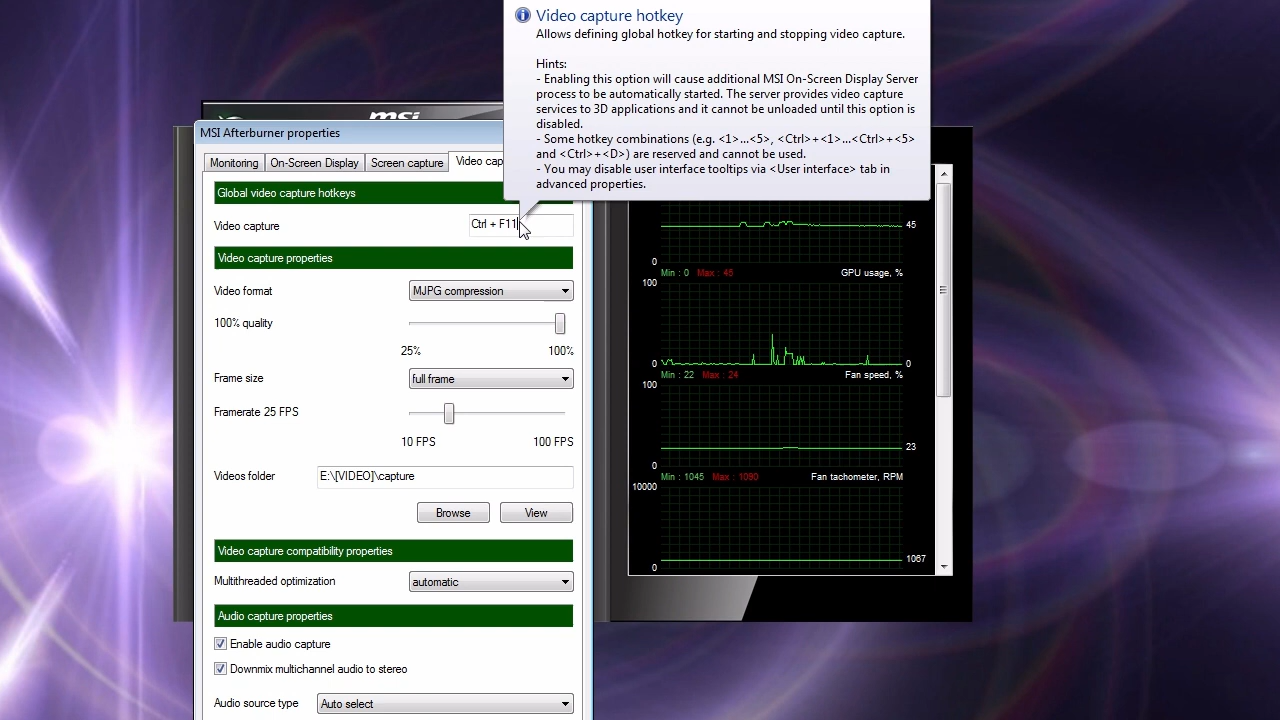 Video capture hotkey
Allows defining global hotkey for starting and stopping video capture.
Hints:
- Enabling this option will cause additional MSI On-Screen Display Server
process to be automatically started. The server provides video capture
services to 3D applications and it cannot be unloaded until this option is
disabled.
- Some hotkey combinations (e.g. <1>...<5>, <Ctrl>+<1>...<Ctrl>+<5>
and <Ctrl>+<D>) are reserved and cannot be used.
- You may disable user interface tooltips via <User interface> tab in
advanced properties.
msi
MSI Afterburner properties
Monitoring
On-Screen Display
Screen capture
Video cap
Global video capture hotkeys
Video capture
Ctrl + F11
Video capture properties
Video format
MJPG compression
100% quality
25%
100%
Frame size
full frame
Framerate 25 FPS
10 FPS
100 FPS
Videos folder
E:\[VIDEO]\capture
Browse
View
Video capture compatibility properties
Multithreaded optimization
automatic
Audio capture properties
Enable audio capture
Downmix multichannel audio to stereo
Audio source type
Auto select
45
0
Min : 0 Max : 45 GPU usage, %
100
0
0
Min : 22 Max : 24 Fan speed, %
100
23
0
Min : 1045 Max : 1090 Fan tachometer, RPM
10000
1067
0